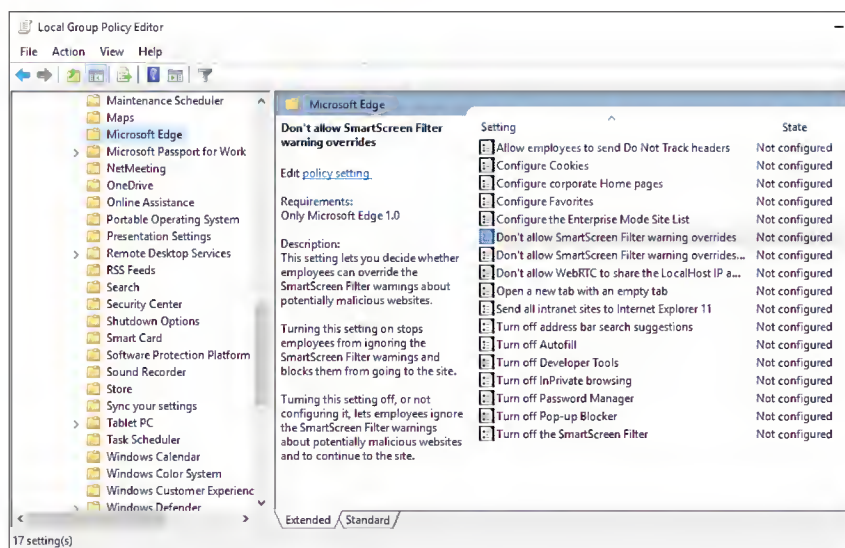 Local Group Policy Editor
File Action View Help
Maintenance Scheduler
Maps
Microsoft Edge
Microsoft Passport for Work
NetMeeting
OneDrive
Online Assistance
Portable Operating System
Presentation Settings
Remote Desktop Services
RSS Feeds
Search
Security Center
Shutdown Options
Smart Card
Software Protection Platform
Sound Recorder
Store
Sync your settings
Tablet PC
Task Scheduler
Windows Calendar
Windows Color System
Windows Customer Experienc
Windows Defender
Microsoft Edge
Don't allow SmartScreen Filter
warning overrides
Edit policy setting
Requirements:
Only Microsoft Edge 1.0
Description:
This setting lets you decide whether
employees can override the
SmartScreen Filter warnings about
potentially malicious websites.
Turning this setting on stops
employees from ignoring the
SmartScreen Filter warnings and
blocks them from going to the site.
Turning this setting off, or not
configuring it, lets employees ignore
the SmartScreen Filter warnings
about potentially malicious websites
and to continue to the site.
Setting State
Allow employees to send Do Not Track headers Not configured
Configure Cookies Not configured
Configure corporate Home pages Not configured
Configure Favorites Not configured
Configure the Enterprise Mode Site List Not configured
Don't allow SmartScreen Filter warning overrides Not configured
Don't allow SmartScreen Filter warning overrides... Not configured
Don't allow WebRTC to share the LocalHost IP a... Not configured
Open a new tab with an empty tab Not configured
Send all intranet sites to Internet Explorer 11 Not configured
Turn off address bar search suggestions Not configured
Turn off Autofill Not configured
Turn off Developer Tools Not configured
Turn off InPrivate browsing Not configured
Turn off Password Manager Not configured
Turn off Pop-up Blocker Not configured
Turn off the SmartScreen Filter Not configured
Extended Standard
17 setting(s)